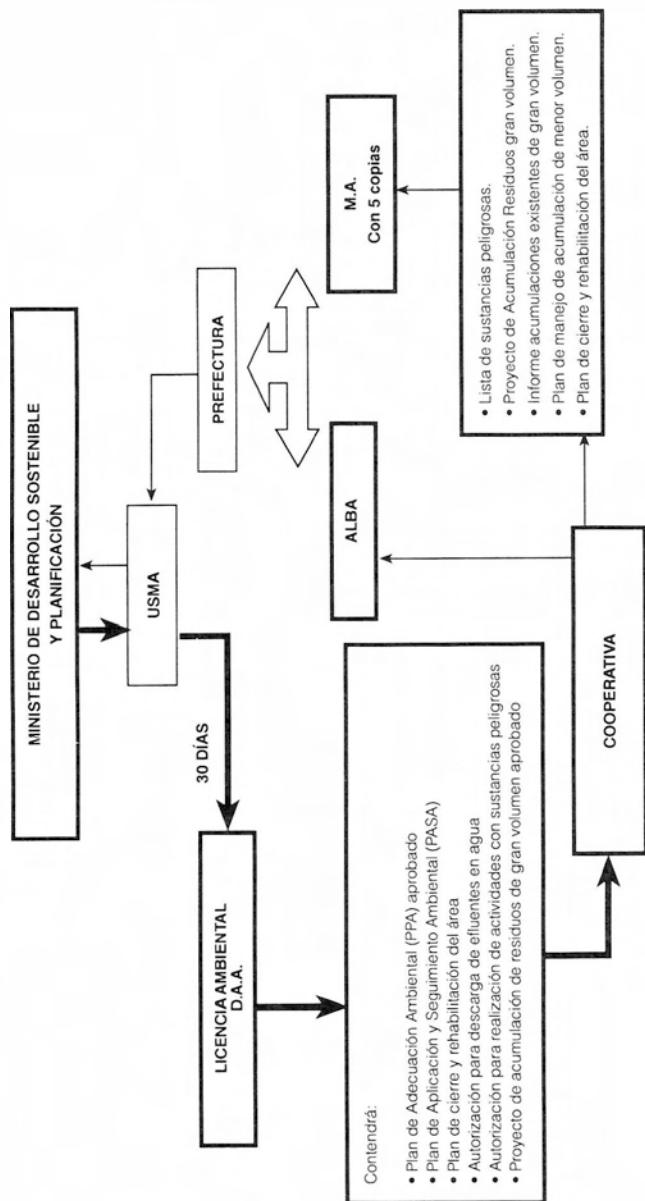 MINISTERIO DE DESARROLLO SOSTENIBLE
Y PLANIFICACIÓN
USMA
PREFECTURA
30 DÍAS
LICENCIA AMBIENTAL
D.A.A.
ALBA
M.A.
Con 5 copias
Contendrá:
• Plan de Adecuación Ambiental (PPA) aprobado
• Plan de Aplicación y Seguimiento Ambiental (PASA)
• Plan de cierre y rehabilitación del área
• Autorización para descarga de efluentes en agua
• Autorización para realización de actividades con sustancias peligrosas
• Proyecto de acumulación de residuos de gran volumen aprobado
• Lista de sustancias peligrosas.
• Proyecto de Acumulación Residuos gran volumen.
• Informe acumulaciones existentes de gran volumen.
• Plan de manejo de acumulación de menor volumen.
• Plan de cierre y rehabilitación del área.
COOPERATIVA